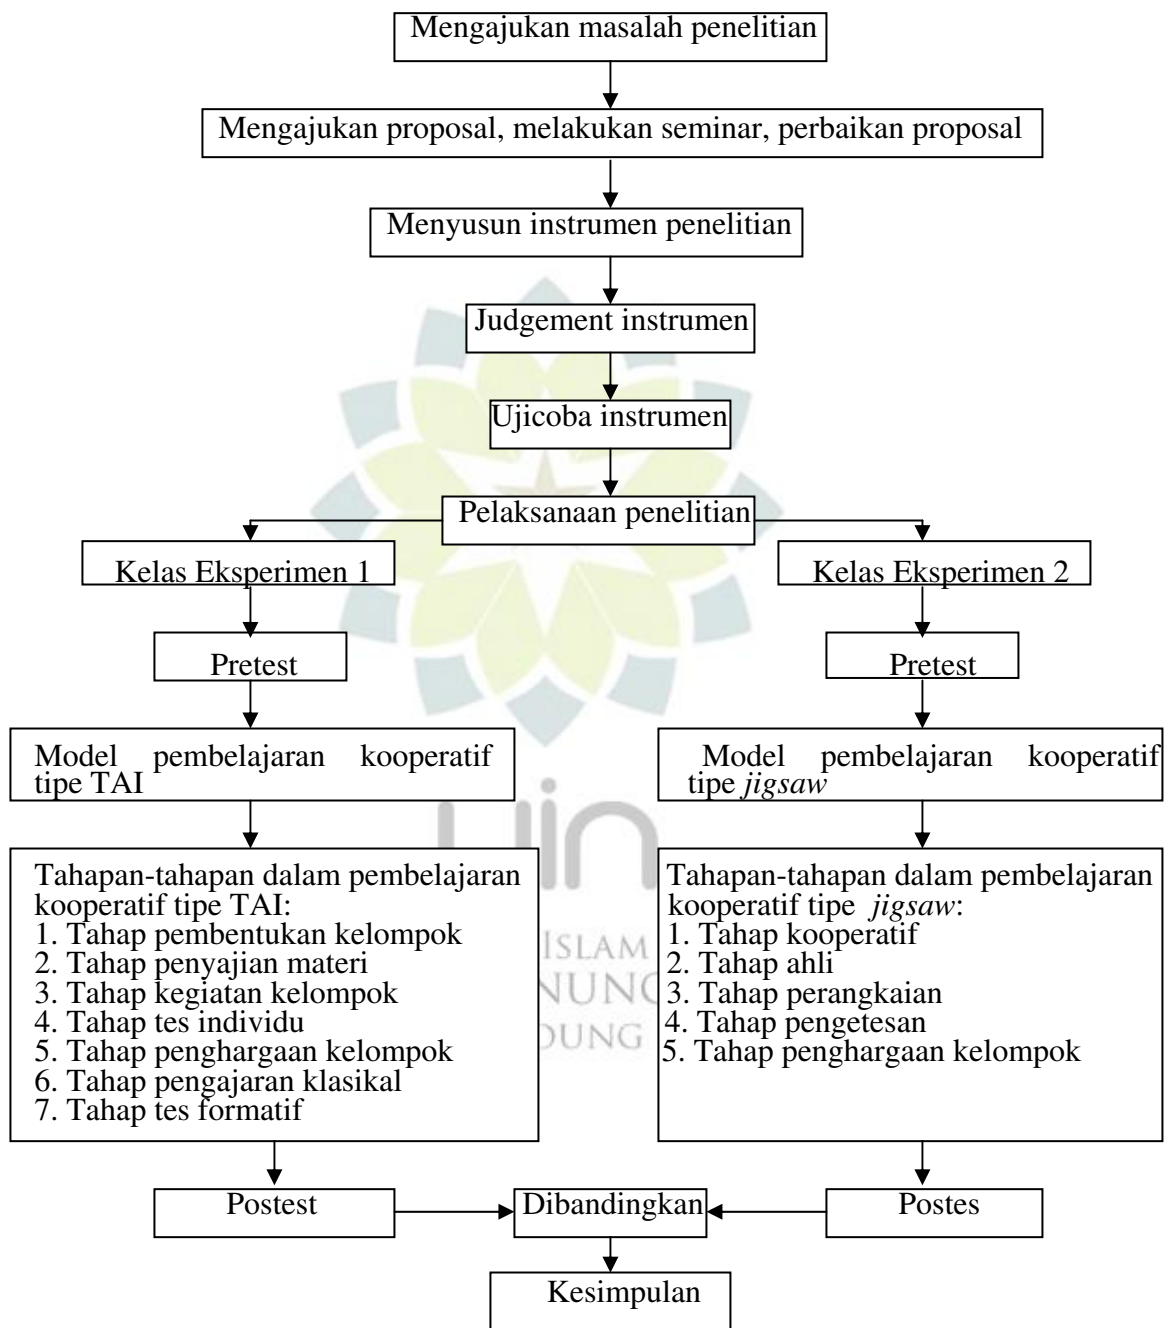 Mengajukan masalah penelitian
Mengajukan proposal, melakukan seminar, perbaikan proposal
Menyusun instrumen penelitian
Judgement instrumen
Ujicoba instrumen
Pelaksanaan penelitian
Kelas Eksperimen 1
Kelas Eksperimen 2
Pretest
Pretest
Model pembelajaran kooperatif
tipe TAI
Model pembelajaran kooperatif
tipe jigsaw
uin
ISLAM
NUNG
DUNG
Tahapan-tahapan dalam pembelajaran
kooperatif tipe TAI:
1. Tahap pembentukan kelompok
2. Tahap penyajian materi
3. Tahap kegiatan kelompok
4. Tahap tes individu
5. Tahap penghargaan kelompok
6. Tahap pengajaran klasikal
7. Tahap tes formatif
Tahapan-tahapan dalam pembelajaran
kooperatif tipe jigsaw:
1. Tahap kooperatif
2. Tahap ahli
3. Tahap perangkaian
4. Tahap pengetesan
5. Tahap penghargaan kelompok
Postest
Dibandingkan
Postes
Kesimpulan